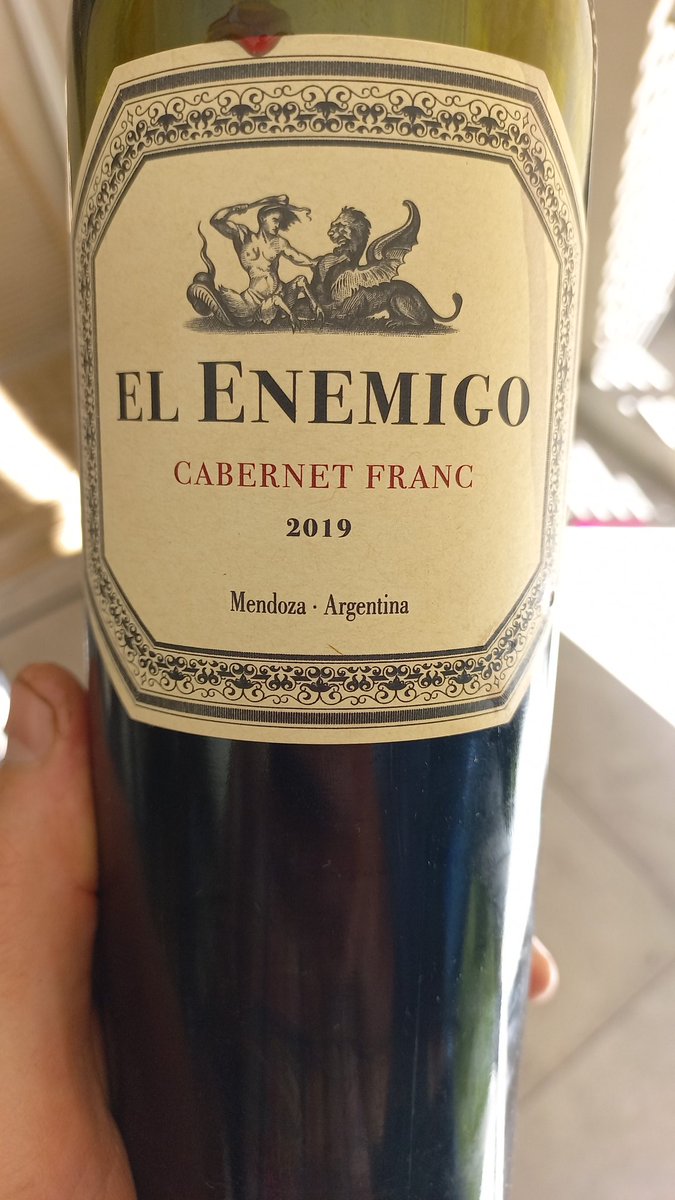 EL ENEMIGO
CABERNET FRANC
2019
Mendoza · Argentina